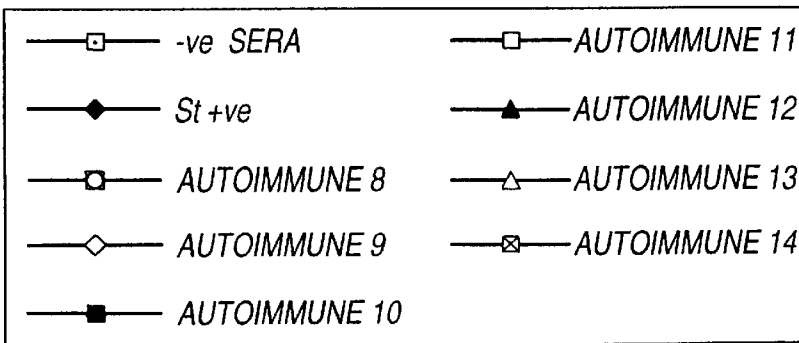 -ve SERA
St +ve
AUTOIMMUNE 8
AUTOIMMUNE 9
AUTOIMMUNE 10
AUTOIMMUNE 11
AUTOIMMUNE 12
AUTOIMMUNE 13
AUTOIMMUNE 14